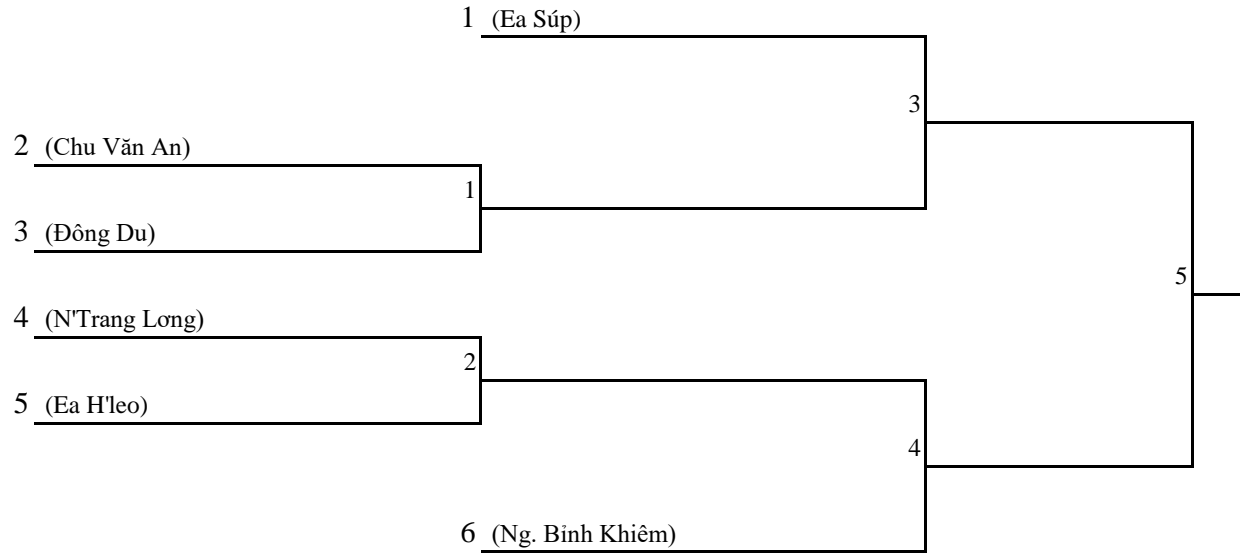 1 (Ea Súp)
3
2 (Chu Văn An)
1
3 (Đông Du)
5
4 (N'Trang Lơng)
2
5 (Ea H'leo)
4
6 (Ng. Bỉnh Khiêm)